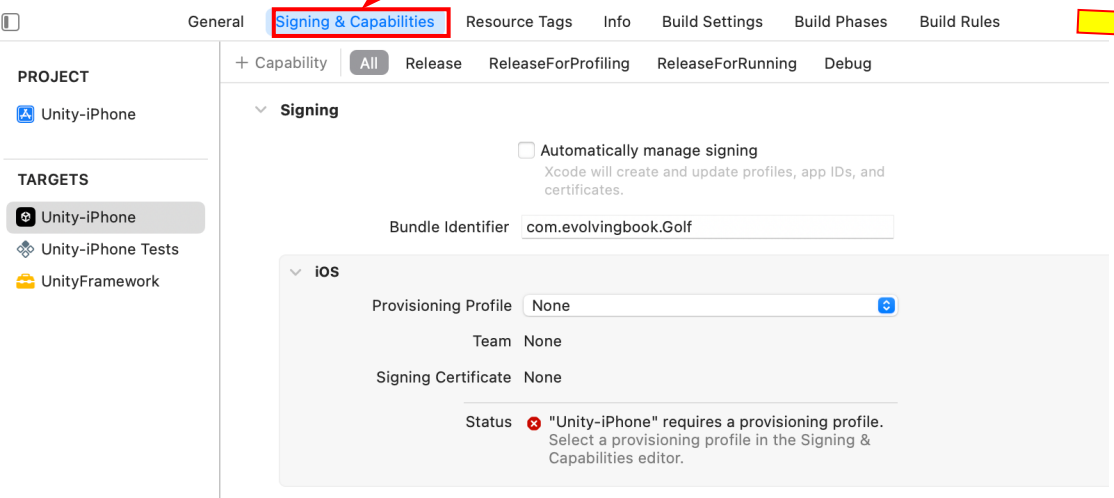 General Signing & Capabilities Resource Tags Info Build Settings Build Phases Build Rules
+ Capability All Release ReleaseForProfiling ReleaseForRunning Debug
PROJECT
Unity-iPhone
TARGETS
Unity-iPhone
Unity-iPhone Tests
UnityFramework
Signing
Automatically manage signing
Xcode will create and update profiles, app IDs, and
certificates.
Bundle Identifier com.evolvingbook.Golf
iOS
Provisioning Profile None
Team None
Signing Certificate None
Status "Unity-iPhone" requires a provisioning profile.
Select a provisioning profile in the Signing &
Capabilities editor.